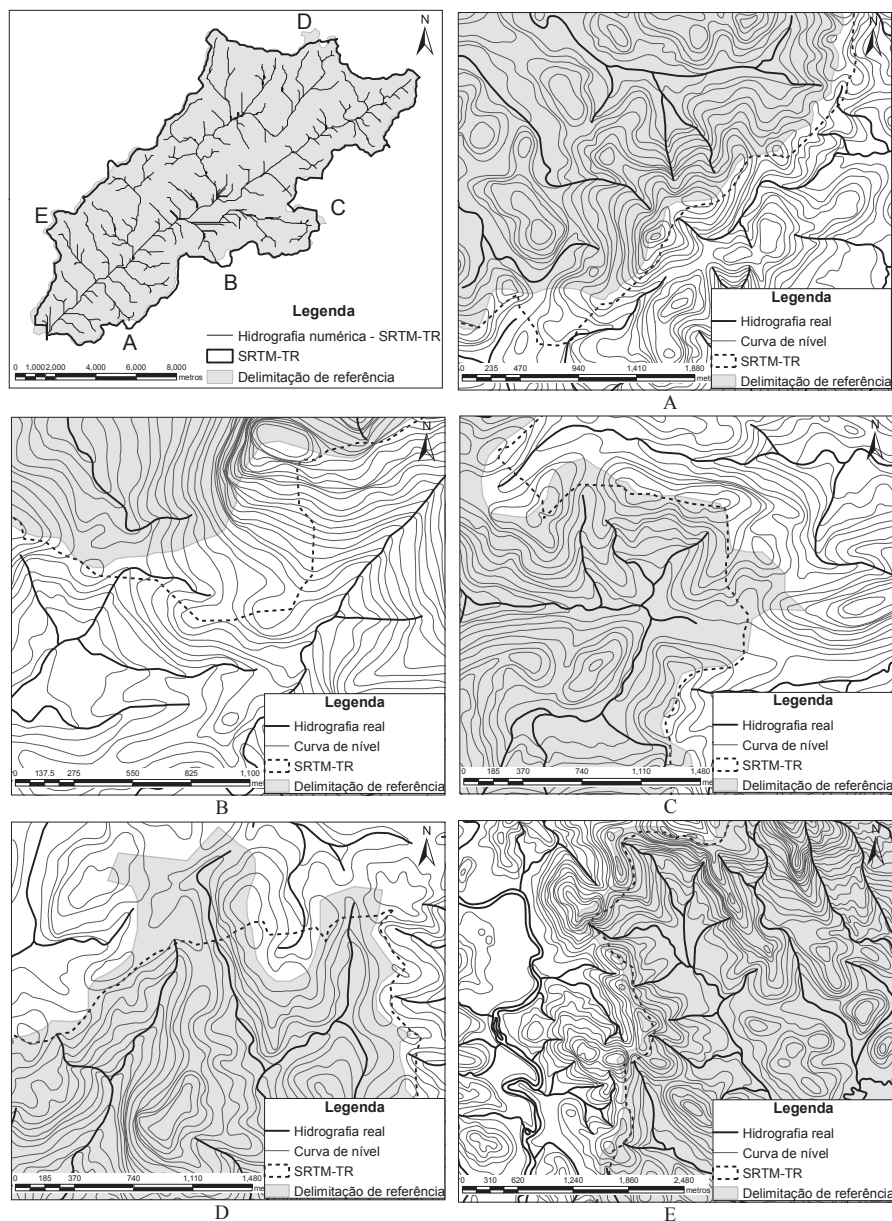 D
N
E
C
B
A
Legenda
Hidrografia numérica - SRTM-TR
SRTM-TR
Delimitação de referência
0 1,000 2,000 4,000 6,000 8,000
metros
N
Legenda
Hidrografia real
Curva de nível
SRTM-TR
Delimitação de referência
0 235 470 940 1,410 1,880
A
N
Legenda
Hidrografia real
Curva de nível
SRTM-TR
Delimitação de referência
0 137.5 275 550 825 1,100
B
N
Legenda
Hidrografia real
Curva de nível
SRTM-TR
Delimitação de referência
0 185 370 740 1,110 1,480
C
N
Legenda
Hidrografia real
Curva de nível
SRTM-TR
Delimitação de referência
0 185 370 740 1,110 1,480
D
N
Legenda
Hidrografia real
Curva de nível
SRTM-TR
Delimitação de referência
0 310 620 1,240 1,860 2,480
metros
E